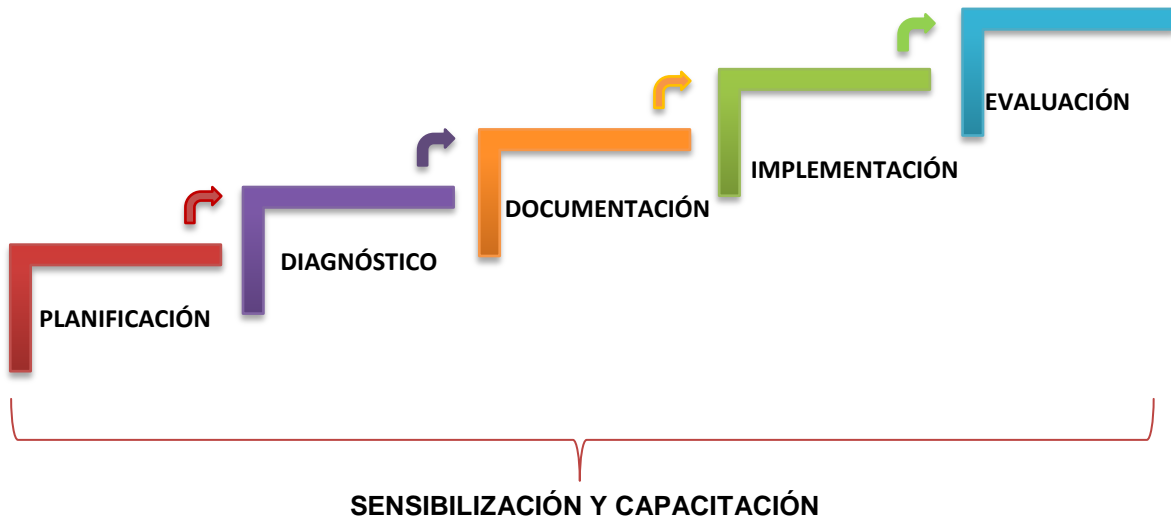 PLANIFICACIÓN
DIAGNÓSTICO
DOCUMENTACIÓN
IMPLEMENTACIÓN
EVALUACIÓN
SENSIBILIZACIÓN Y CAPACITACIÓN